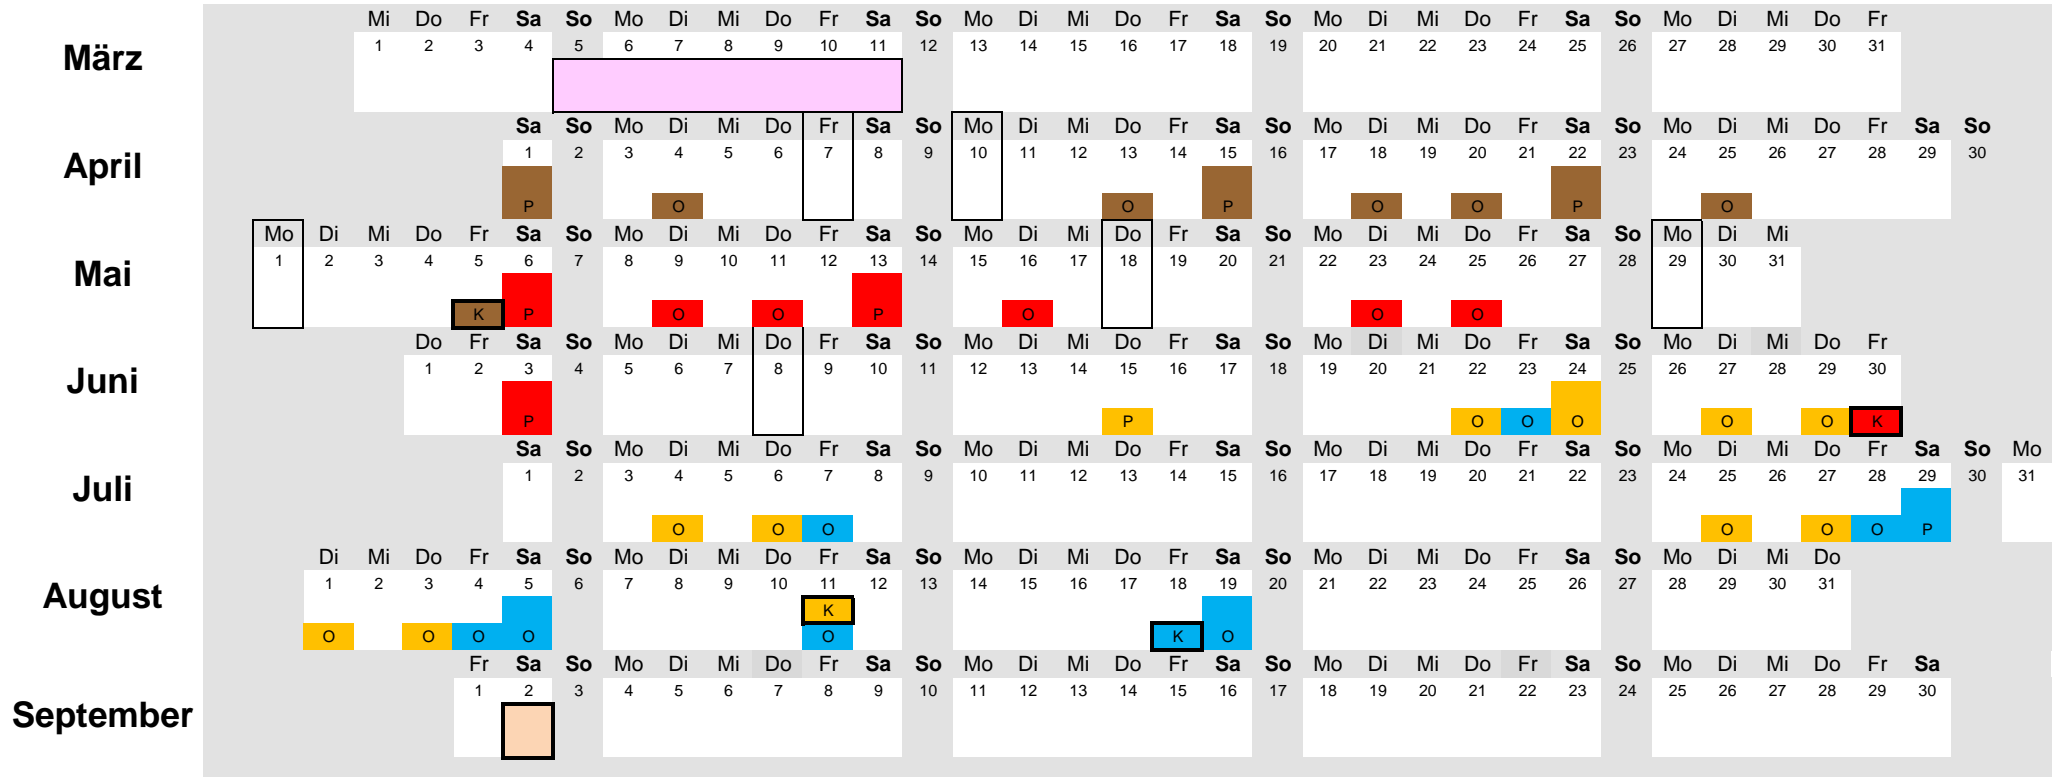 Mi Do Fr Sa So Mo Di Mi Do Fr Sa So Mo Di Mi Do Fr Sa So Mo Di Mi Do Fr Sa So Mo Di Mi Do Fr
März
1 2 3 4 5 6 7 8 9 10 11 12 13 14 15 16 17 18 19 20 21 22 23 24 25 26 27 28 29 30 31
Sa So Mo Di Mi Do Fr Sa So Mo Di Mi Do Fr Sa So Mo Di Mi Do Fr Sa So Mo Di Mi Do Fr Sa So
April
1 2 3 4 5 6 7 8 9 10 11 12 13 14 15 16 17 18 19 20 21 22 23 24 25 26 27 28 29 30
P O O P O O P O
Mo Di Mi Do Fr Sa So Mo Di Mi Do Fr Sa So Mo Di Mi Do Fr Sa So Mo Di Mi Do Fr Sa So Mo Di Mi
Mai
1 2 3 4 5 6 7 8 9 10 11 12 13 14 15 16 17 18 19 20 21 22 23 24 25 26 27 28 29 30 31
K P O O P O O O
Do Fr Sa So Mo Di Mi Do Fr Sa So Mo Di Mi Do Fr Sa So Mo Di Mi Do Fr Sa So Mo Di Mi Do Fr
Juni
1 2 3 4 5 6 7 8 9 10 11 12 13 14 15 16 17 18 19 20 21 22 23 24 25 26 27 28 29 30
P P O O O O O K
Sa So Mo Di Mi Do Fr Sa So Mo Di Mi Do Fr Sa So Mo Di Mi Do Fr Sa So Mo Di Mi Do Fr Sa So Mo
Juli
1 2 3 4 5 6 7 8 9 10 11 12 13 14 15 16 17 18 19 20 21 22 23 24 25 26 27 28 29 30 31
O O O O O O P
Di Mi Do Fr Sa So Mo Di Mi Do Fr Sa So Mo Di Mi Do Fr Sa So Mo Di Mi Do Fr Sa So Mo Di Mi Do
August
1 2 3 4 5 6 7 8 9 10 11 12 13 14 15 16 17 18 19 20 21 22 23 24 25 26 27 28 29 30 31
K
O O O O O K O
Fr Sa So Mo Di Mi Do Fr Sa So Mo Di Mi Do Fr Sa So Mo Di Mi Do Fr Sa So Mo Di Mi Do Fr Sa
September
1 2 3 4 5 6 7 8 9 10 11 12 13 14 15 16 17 18 19 20 21 22 23 24 25 26 27 28 29 30